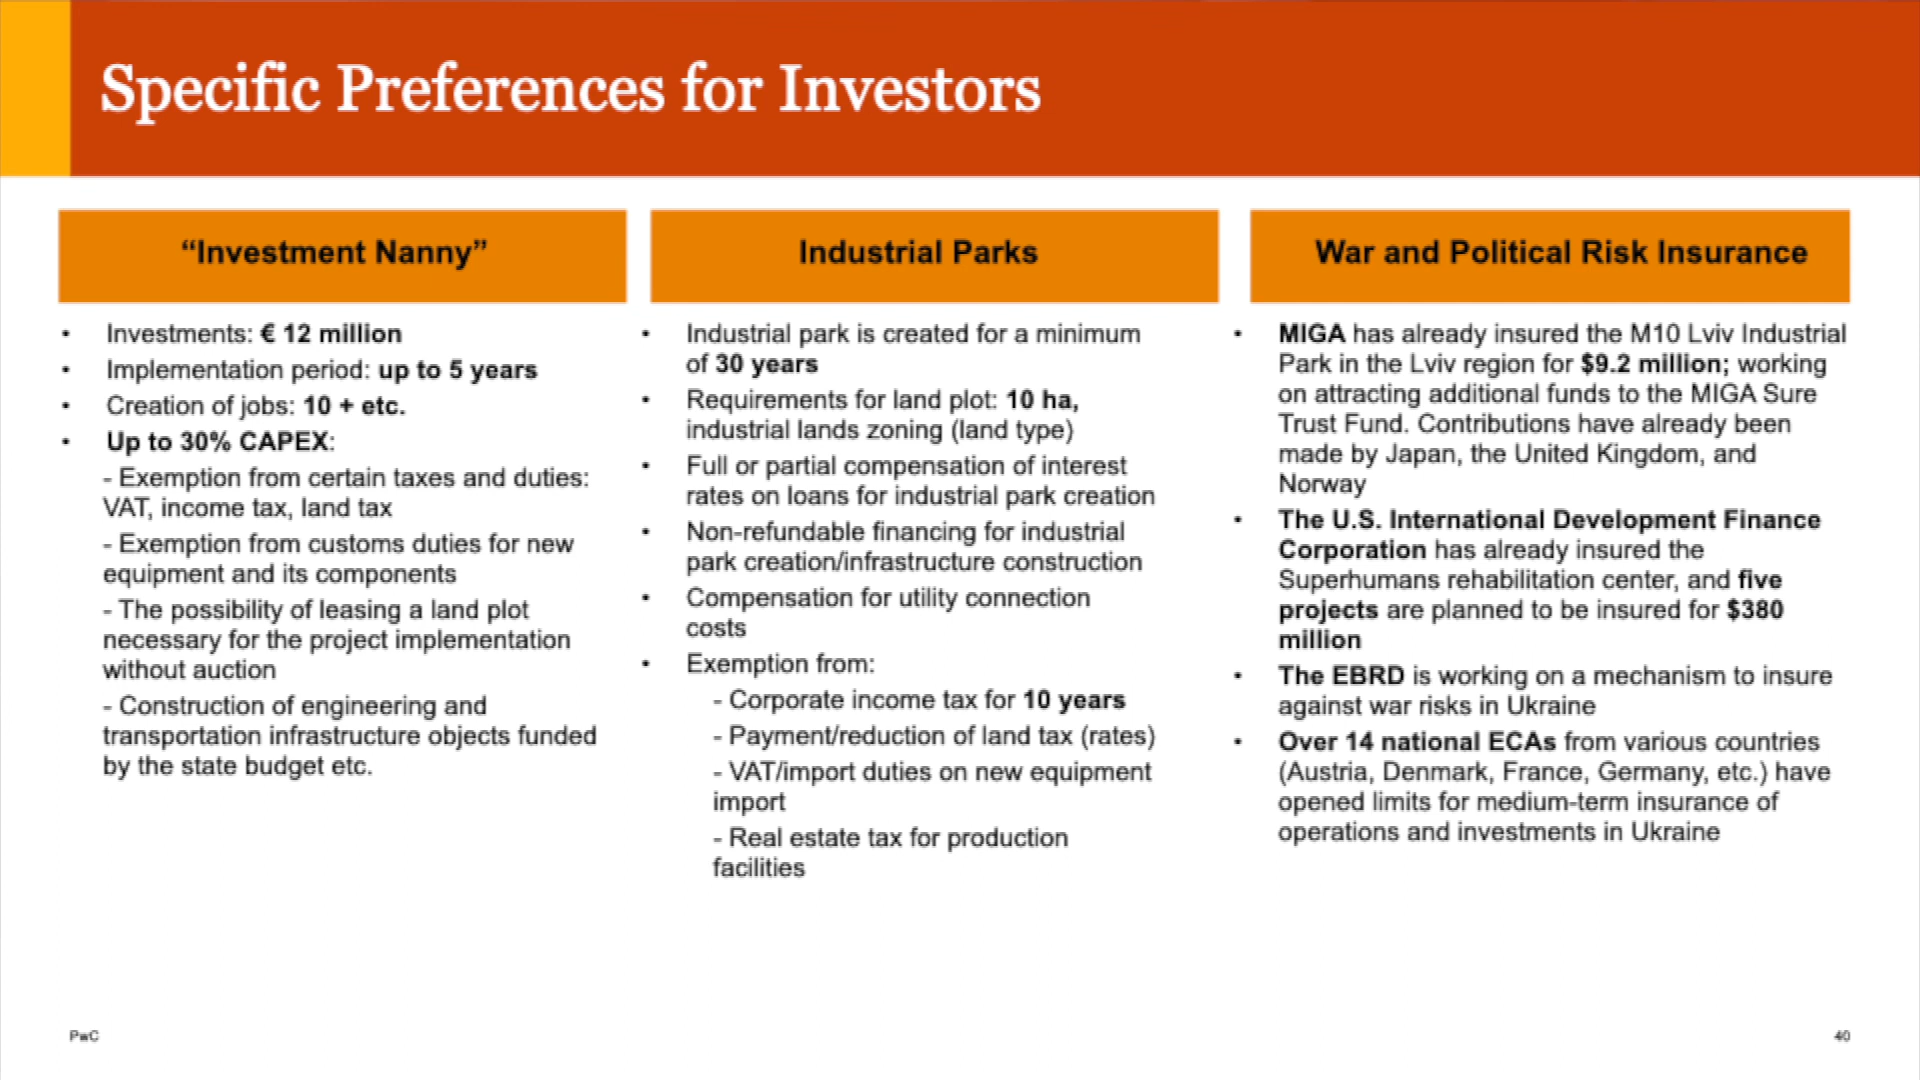 Specific Preferences for Investors
“Investment Nanny”
• Investments: € 12 million
• Implementation period: up to 5 years
• Creation of jobs: 10 + etc.
• Up to 30% CAPEX:
- Exemption from certain taxes and duties:
VAT, income tax, land tax
- Exemption from customs duties for new
equipment and its components
- The possibility of leasing a land plot
necessary for the project implementation
without auction
- Construction of engineering and
transportation infrastructure objects funded
by the state budget etc.
Industrial Parks
• Industrial park is created for a minimum
of 30 years
• Requirements for land plot: 10 ha,
industrial lands zoning (land type)
• Full or partial compensation of interest
rates on loans for industrial park creation
• Non-refundable financing for industrial
park creation/infrastructure construction
• Compensation for utility connection
costs
• Exemption from:
- Corporate income tax for 10 years
- Payment/reduction of land tax (rates)
- VAT/import duties on new equipment
import
- Real estate tax for production
facilities
War and Political Risk Insurance
• MIGA has already insured the M10 Lviv Industrial
Park in the Lviv region for $9.2 million; working
on attracting additional funds to the MIGA Sure
Trust Fund. Contributions have already been
made by Japan, the United Kingdom, and
Norway
• The U.S. International Development Finance
Corporation has already insured the
Superhumans rehabilitation center, and five
projects are planned to be insured for $380
million
• The EBRD is working on a mechanism to insure
against war risks in Ukraine
• Over 14 national ECAs from various countries
(Austria, Denmark, France, Germany, etc.) have
opened limits for medium-term insurance of
operations and investments in Ukraine
PwC
40